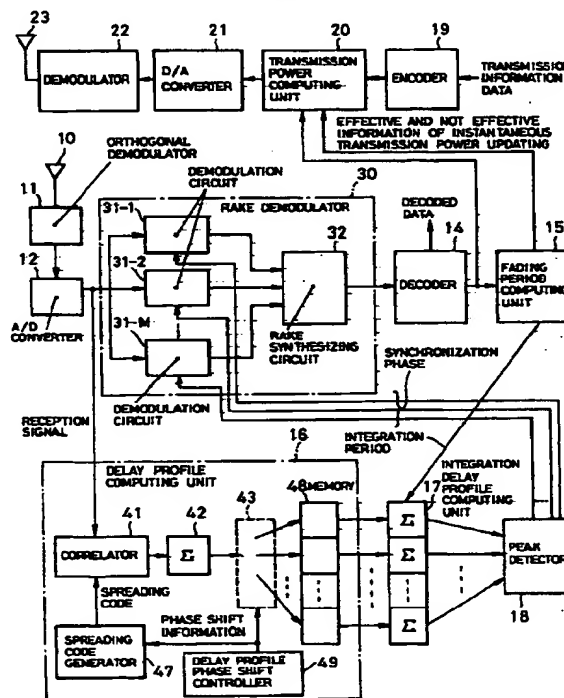 23
22
21
20
19
DEMODULATOR
D/A
CONVERTER
TRANSMISSION
POWER
COMPUTING
UNIT
ENCODER
TRANSMISSION
INFORMATION
DATA
10
ORTHOGONAL
DEMODULATOR
EFFECTIVE AND NOT EFFECTIVE
INFORMATION OF INSTANTANEOUS
TRANSMISSION POWER UPDATING
DEMODULATION
CIRCUIT
30
11
31-1
RAKE DEMODULATOR
32
DECODED
DATA
14
15
12
31-2
DECODER
FADING
PERIOD
COMPUTING
UNIT
A/D
CONVERTER
31-M
RAKE
SYNTHESIZING
CIRCUIT
DEMODULATION
CIRCUIT
SYNCHRONIZATION
PHASE
RECEPTION
SIGNAL
INTEGRATION
PERIOD
16
DELAY PROFILE
COMPUTING UNIT
48
MEMORY
17
INTEGRATION
DELAY
PROFILE
COMPUTING
UNIT
41
42
43
CORRELATOR
Σ
Σ
Σ
Σ
PEAK
DETECTOR
18
SPREADING
CODE
PHASE SHIFT
INFORMATION
SPREADING
CODE
GENERATOR
47
DELAY PROFILE
PHASE SHIFT
CONTROLLER
49